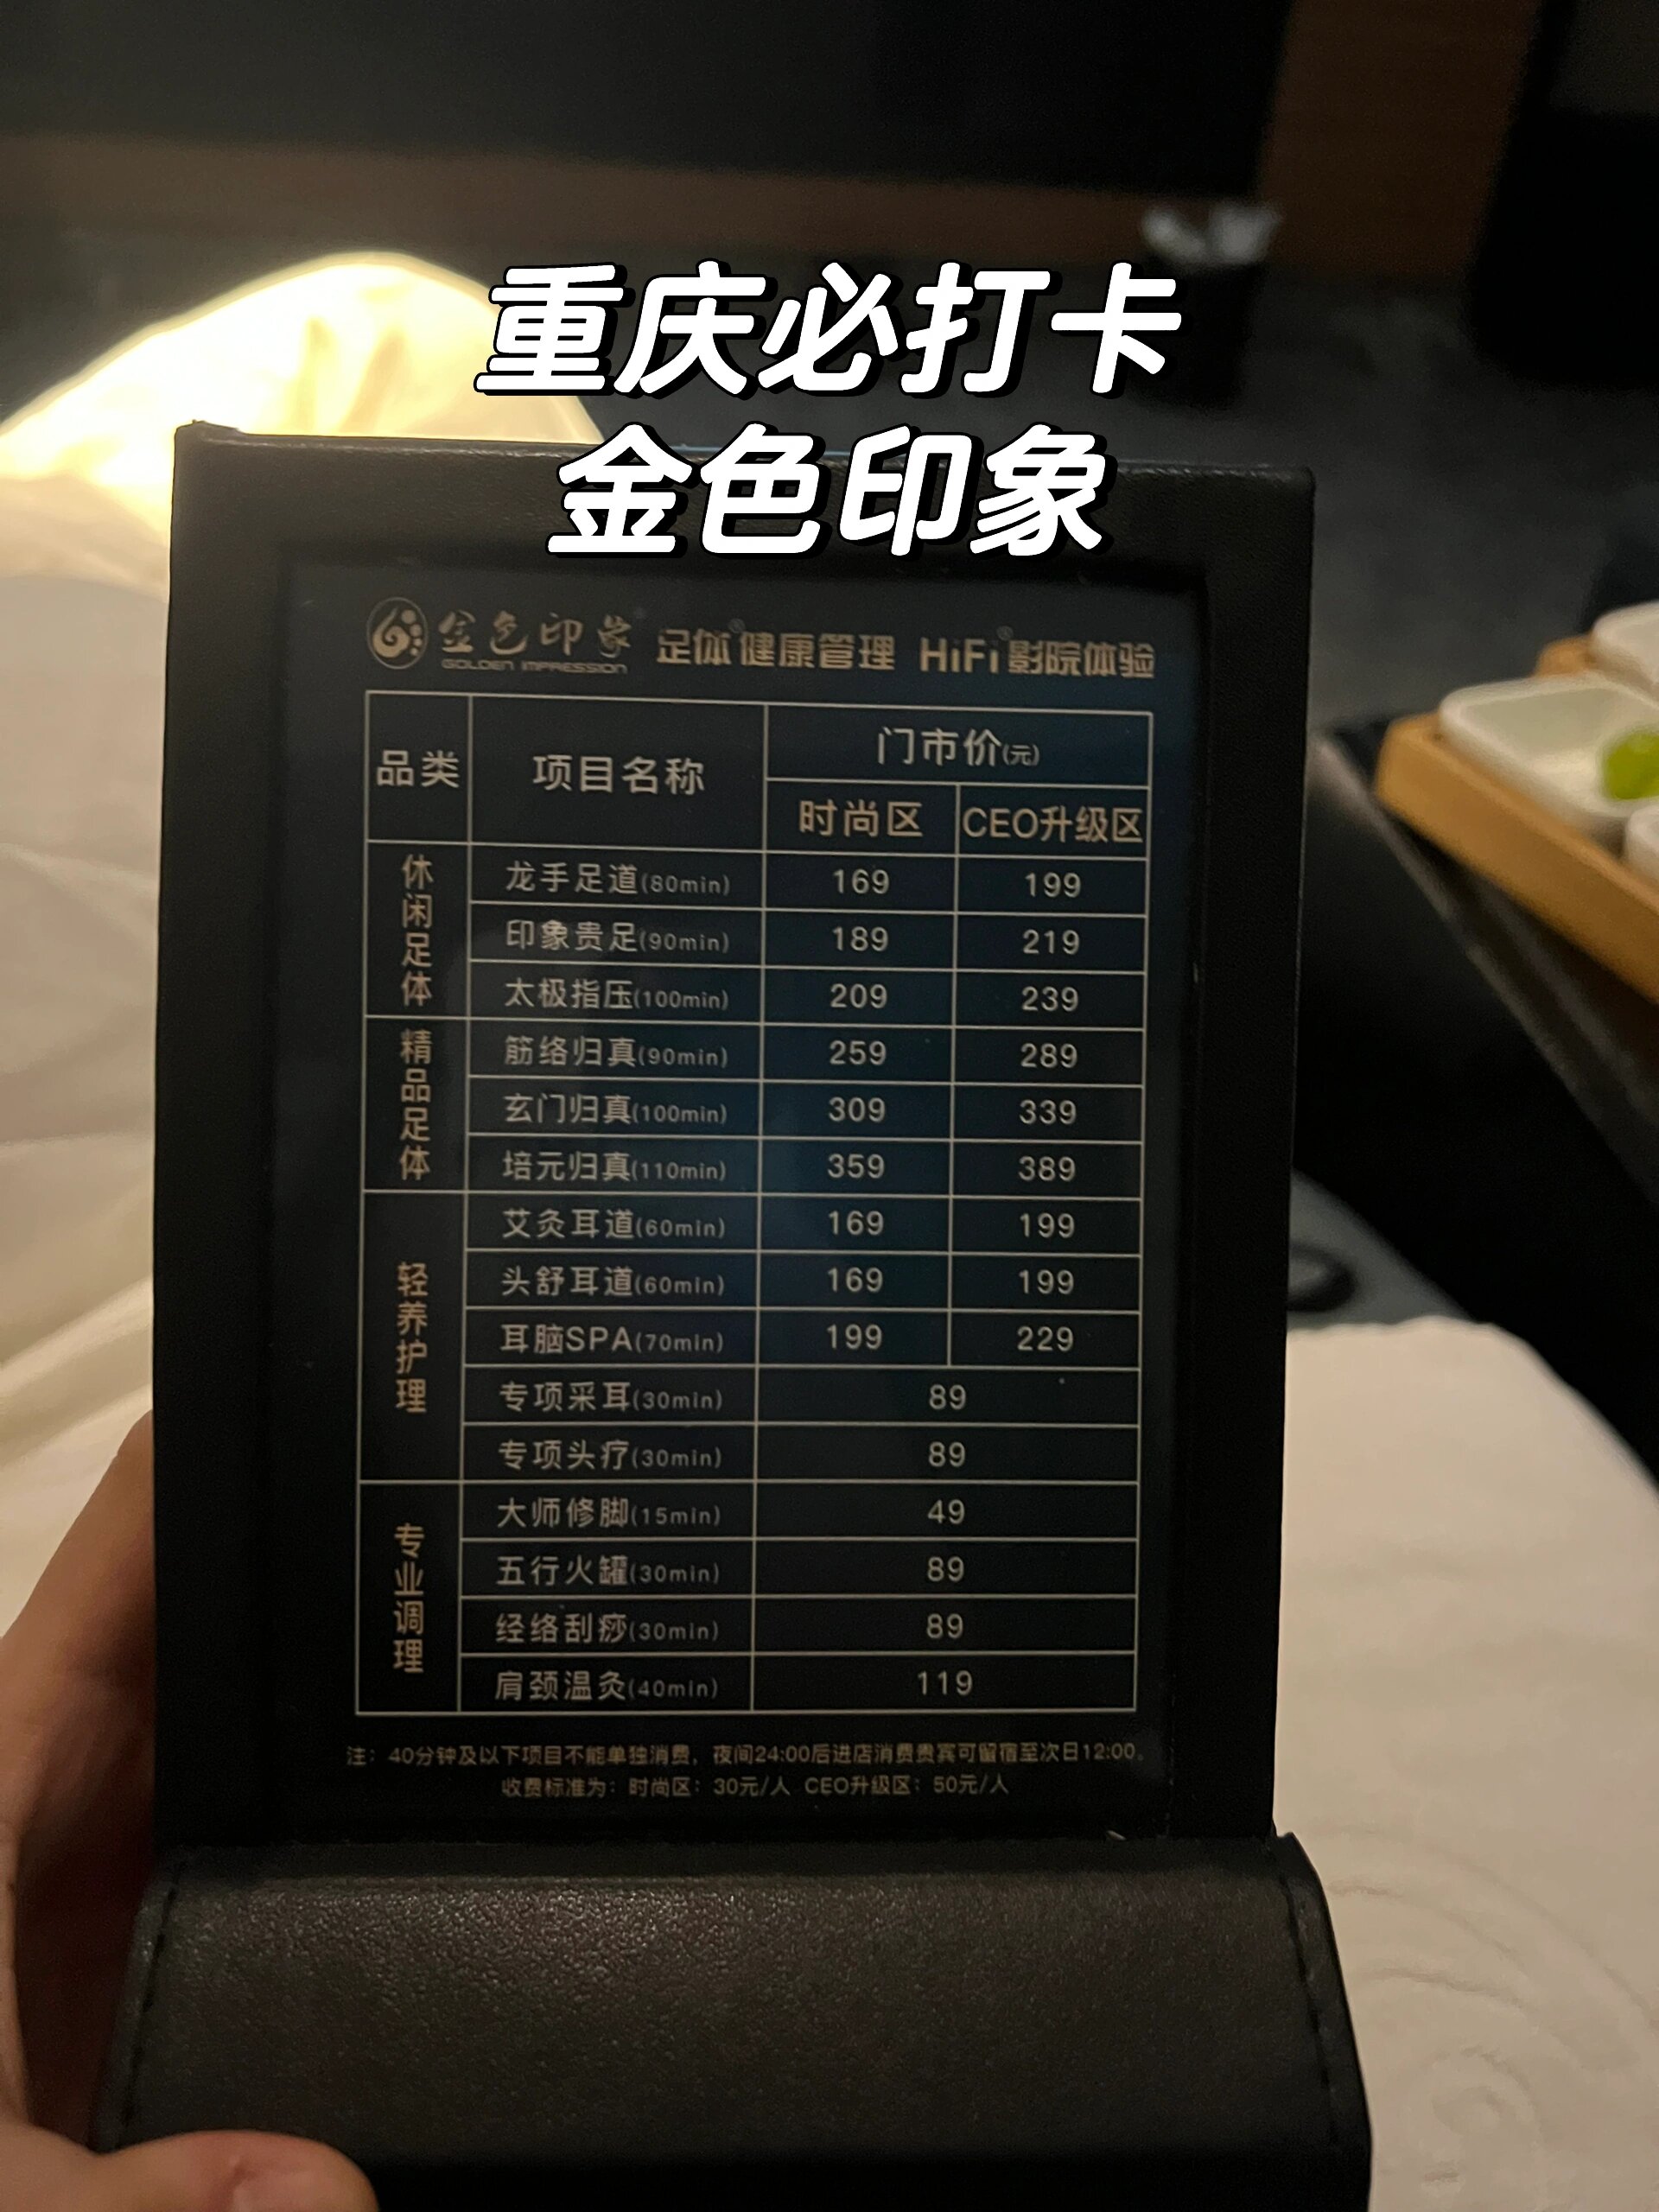 重庆必打卡
金色印象
金色印象® 足体®健康管理 HiFi®影院体验
GOLDEN IMPRESSION
品类 项目名称 门市价(元)
时尚区 CEO升级区
休闲足体
龙手足道(80min) 169 199
印象贵足(90min) 189 219
太极指压(100min) 209 239
精品足体
筋络归真(90min) 259 289
玄门归真(100min) 309 339
培元归真(110min) 359 389
轻养护理
艾灸耳道(60min) 169 199
头舒耳道(60min) 169 199
耳脑SPA(70min) 199 229
专项采耳(30min) 89
专项头疗(30min) 89
专业调理
大师修脚(15min) 49
五行火罐(30min) 89
经络刮痧(30min) 89
肩颈温灸(40min) 119
注：40分钟及以下项目不能单独消费，夜间24:00后进店消费贵宾可留宿至次日12:00。
收费标准为：时尚区：30元/人 CEO升级区：50元/人